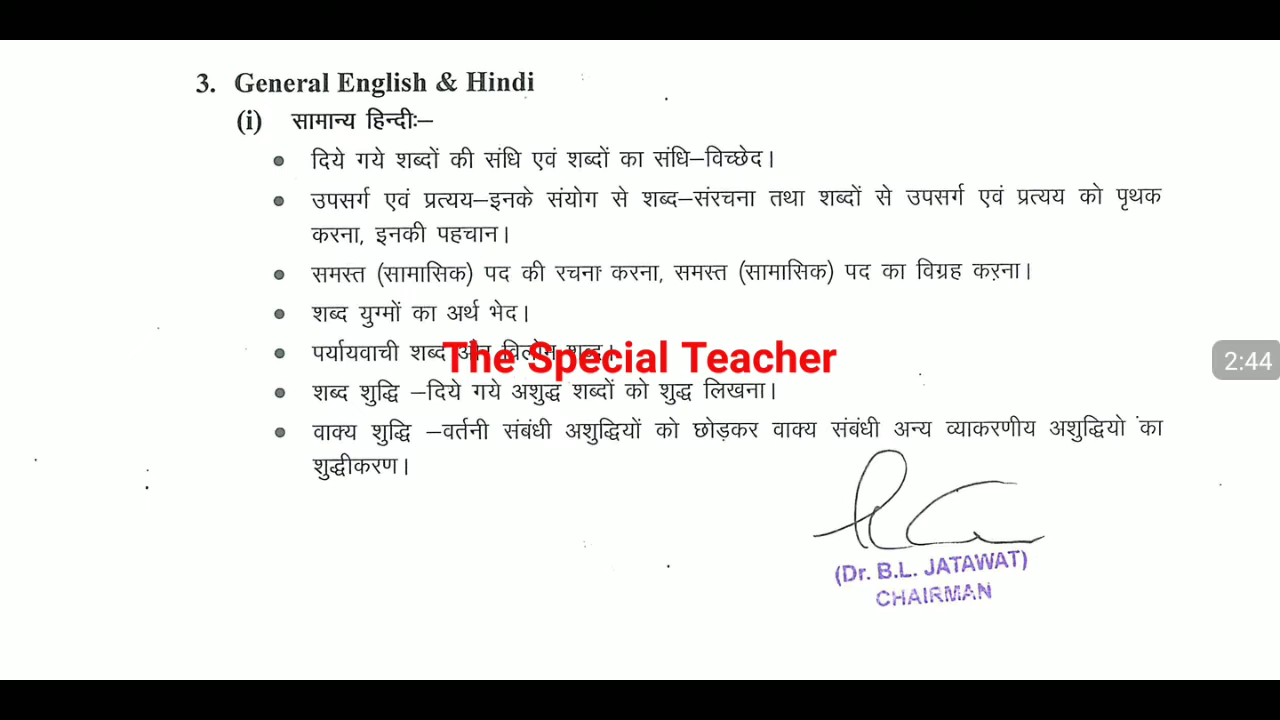 3. General English & Hindi
(i) सामान्य हिन्दीः–
• दिये गये शब्दों की संधि एवं शब्दों का संधि–विच्छेद।
• उपसर्ग एवं प्रत्यय–इनके संयोग से शब्द–संरचना तथा शब्दों से उपसर्ग एवं प्रत्यय को पृथक
करना, इनकी पहचान।
• समस्त (सामासिक) पद की रचना करना, समस्त (सामासिक) पद का विग्रह करना।
• शब्द युग्मों का अर्थ भेद।
• पर्यायवाची शब्द विलोम शब्द।
The Special Teacher
2:44
• शब्द शुद्धि –दिये गये अशुद्ध शब्दों को शुद्ध लिखना।
• वाक्य शुद्धि –वर्तनी संबंधी अशुद्धियों को छोड़कर वाक्य संबंधी अन्य व्याकरणीय अशुद्धियो का
शुद्धीकरण।
(Dr. B.L. JATAWAT)
CHAIRMAN